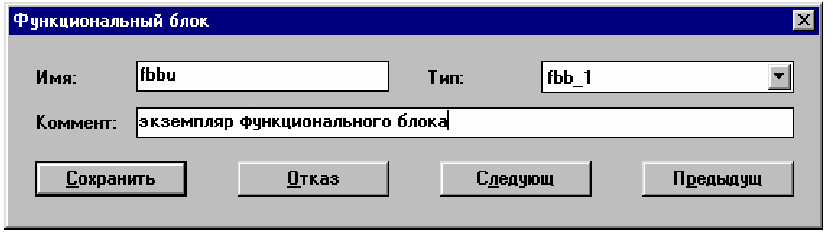 Функциональный блок
Имя: fbbu Тип: fbb_1
Коммент: экземпляр функционального блока
Сохранить Отказ Следующ Предыдущ